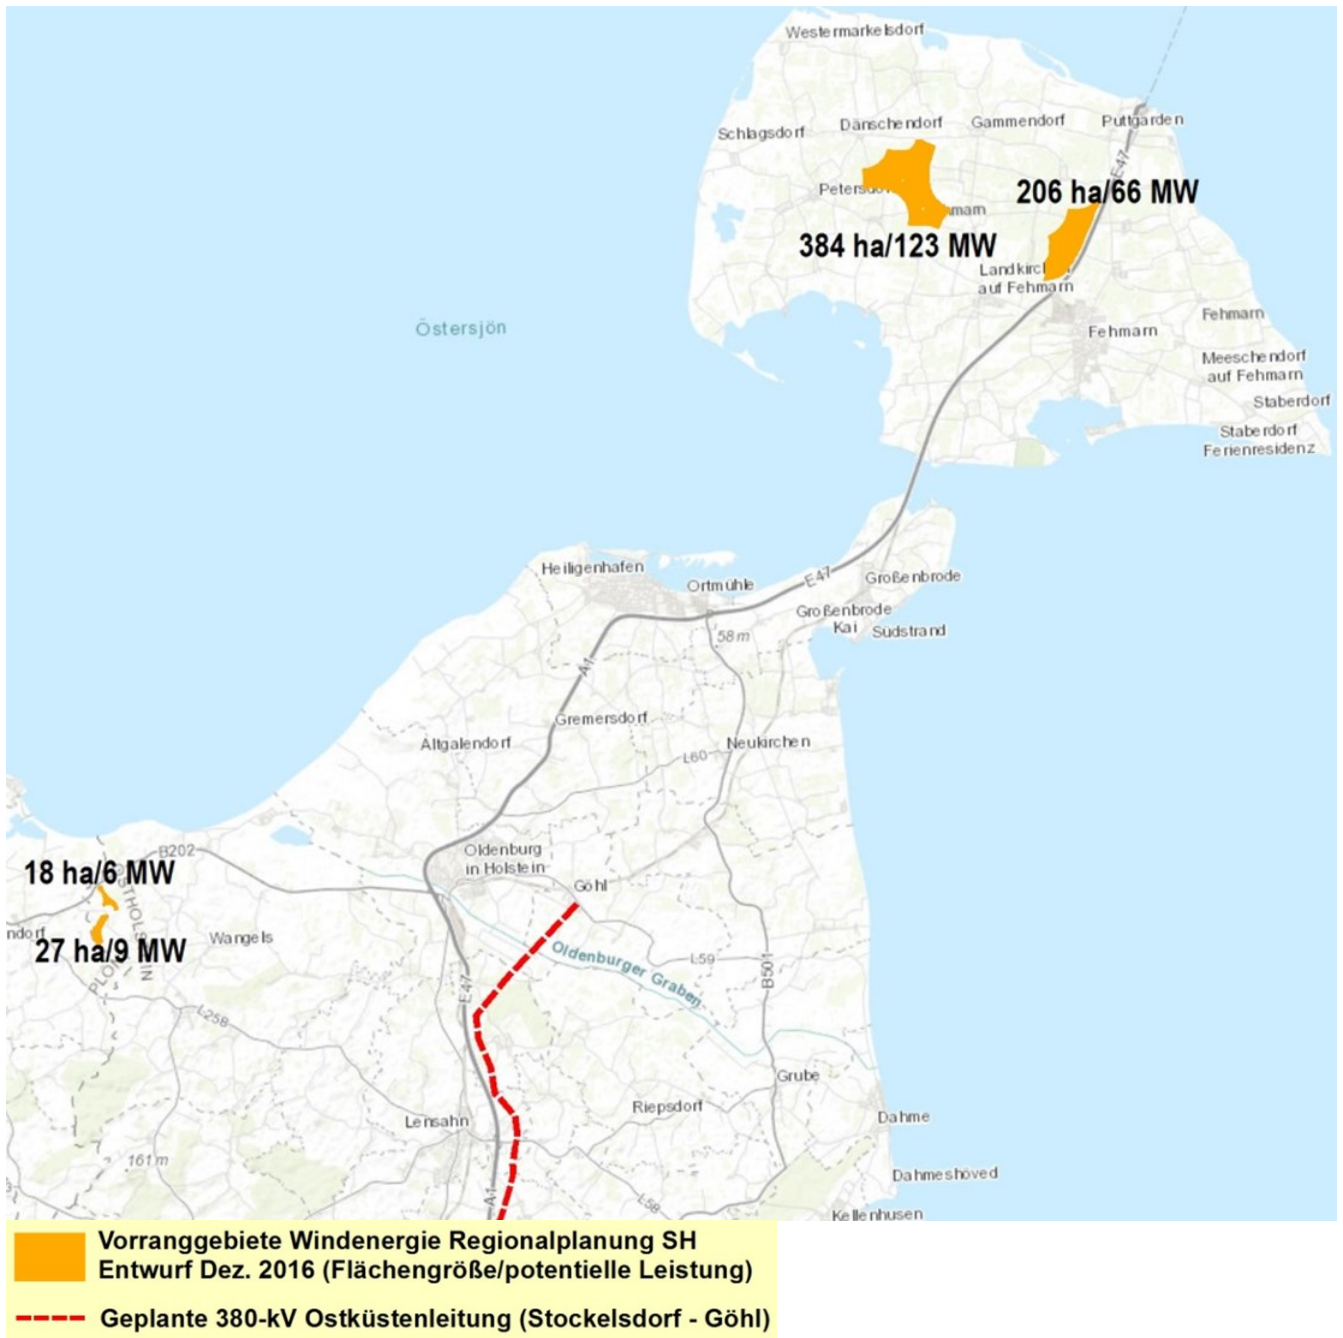 Westermarkelsdorf
Schlagsdorf
Dänschendorf
Gammendorf
Puttgarden
E47
206 ha/66 MW
384 ha/123 MW
Landkirc
auf Fehmarn
Fehmarn
Fehmarn
Meeschendorf
auf Fehmarn
Staberdorf
Staberdorf
Ferienresidenz
Östersjön
Heiligenhafen
Ortmühle
E47
Großenbrode
Großenbrode
Kai
Südstrand
58 m
A1
Gremersdorf
Altgalendorf
L60
Neukirchen
B202
Oldenburg
in Holstein
Göhl
18 ha/6 MW
27 ha/9 MW
ndorf
Wangels
Oldenburger Graben
L59
B501
E47
L258
Grube
Riepsdorf
Lensahn
Dahme
161 m
Dahmeshöved
A1
L58
Kellenhusen
Vorranggebiete Windenergie Regionalplanung SH
Entwurf Dez. 2016 (Flächengröße/potentielle Leistung)
Geplante 380-kV Ostküstenleitung (Stockelsdorf - Göhl)